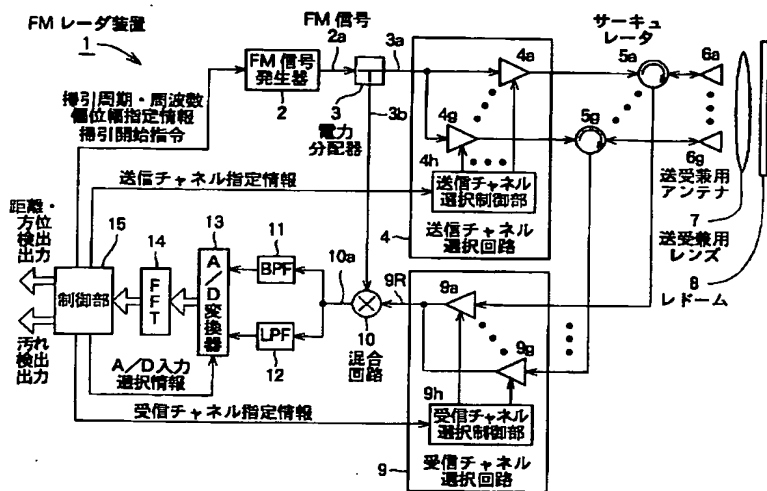 FMレーダ装置
1
FM信号
2a
FM信号
発生器
2
3a
3
電力
分配器
3b
掃引周期・周波数
偏位幅指定情報
掃引開始指令
送信チャネル指定情報
4a
4g
4h
送信チャネル
選択制御部
4
送信チャネル
選択回路
サーキュ
レータ
5a
5g
6a
6g
送受兼用
アンテナ
7
送受兼用
レンズ
8
レドーム
距離・
方位
検出
出力
15
制御部
汚れ
検出
出力
14
FFT
13
A/D変換器
11
BPF
LPF
12
10a
10
混合
回路
9R
9a
9g
9h
受信チャネル
選択制御部
9
受信チャネル
選択回路
A/D入力
選択情報
受信チャネル指定情報